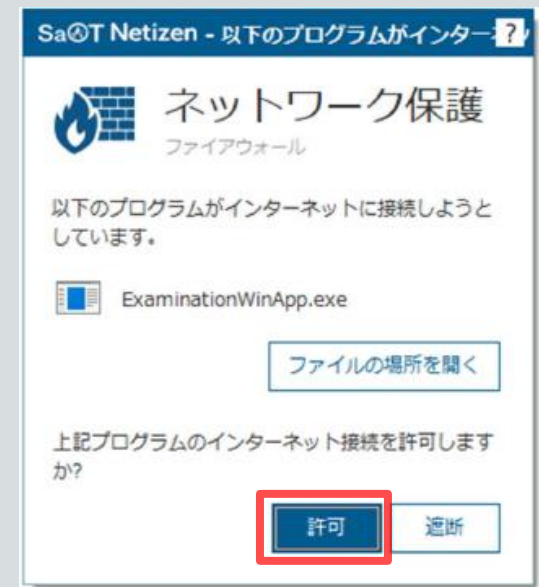 Sa@T Netizen - 以下のプログラムがインター
?
ネットワーク保護
ファイアウォール
以下のプログラムがインターネットに接続しようと
しています。
ExaminationWinApp.exe
ファイルの場所を開く
上記プログラムのインターネット接続を許可します
か?
許可
遮断